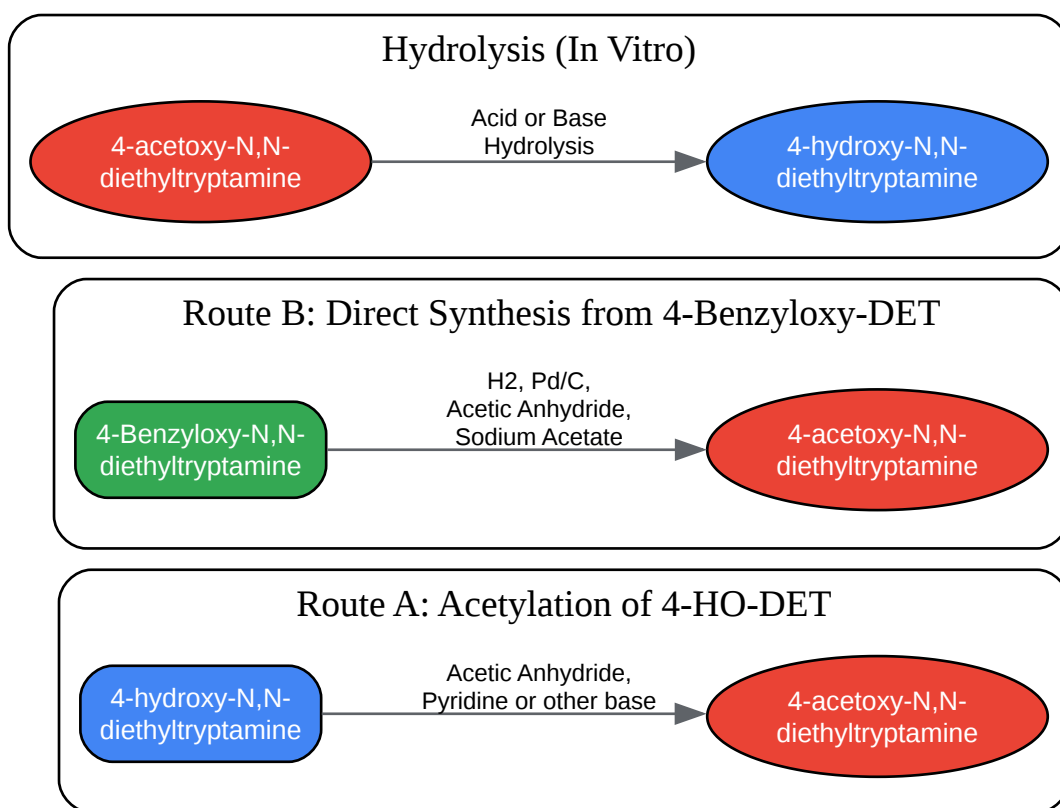 Hydrolysis (In Vitro)
4-acetoxy-N,N-
diethyltryptamine
Acid or Base
Hydrolysis
4-hydroxy-N,N-
diethyltryptamine
Route B: Direct Synthesis from 4-Benzyloxy-DET
4-Benzyloxy-N,N-
diethyltryptamine
H2, Pd/C,
Acetic Anhydride,
Sodium Acetate
4-acetoxy-N,N-
diethyltryptamine
Route A: Acetylation of 4-HO-DET
4-hydroxy-N,N-
diethyltryptamine
Acetic Anhydride,
Pyridine or other base
4-acetoxy-N,N-
diethyltryptamine